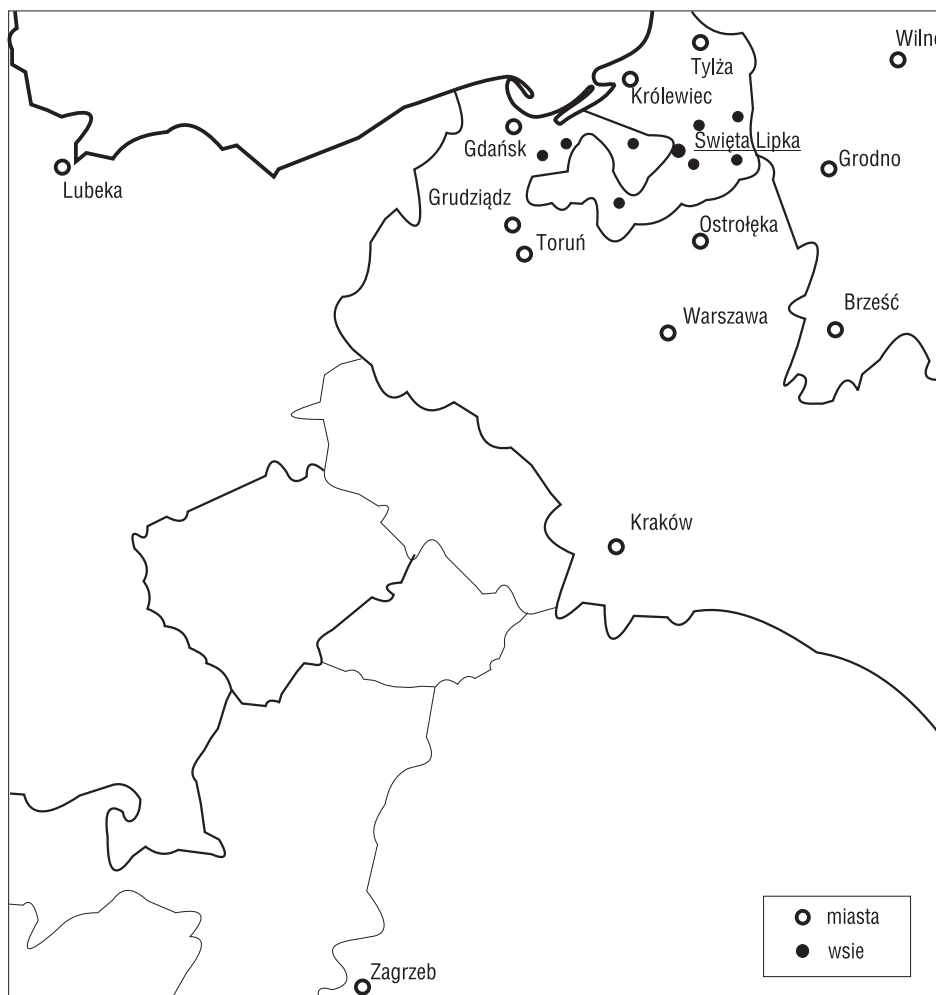 Wilno
Tylża
Królewiec
Święta Lipka
Gdańsk
Grodno
Lubeka
Grudziądz
Ostrołęka
Toruń
Brześć
Warszawa
Kraków
miasta
wsie
Zagrzeb